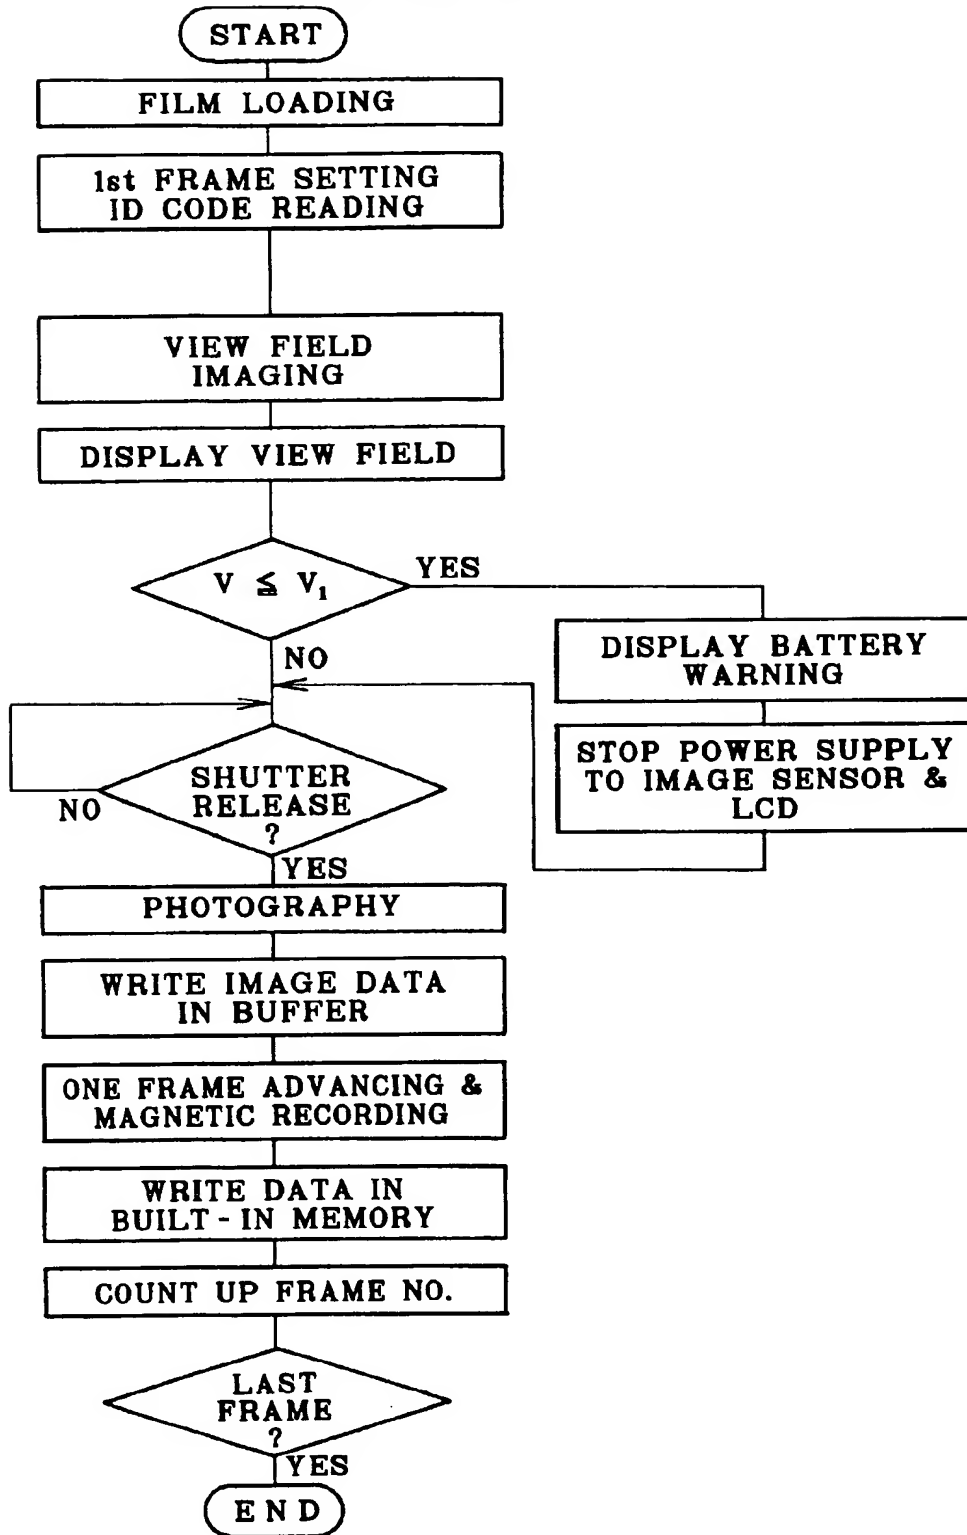 START
FILM LOADING
1st FRAME SETTING
ID CODE READING
VIEW FIELD
IMAGING
DISPLAY VIEW FIELD
V ≦ V₁
YES
NO
DISPLAY BATTERY
WARNING
STOP POWER SUPPLY
TO IMAGE SENSOR &
LCD
SHUTTER
RELEASE
?
NO
YES
PHOTOGRAPHY
WRITE IMAGE DATA
IN BUFFER
ONE FRAME ADVANCING &
MAGNETIC RECORDING
WRITE DATA IN
BUILT-IN MEMORY
COUNT UP FRAME NO.
LAST
FRAME
?
YES
END